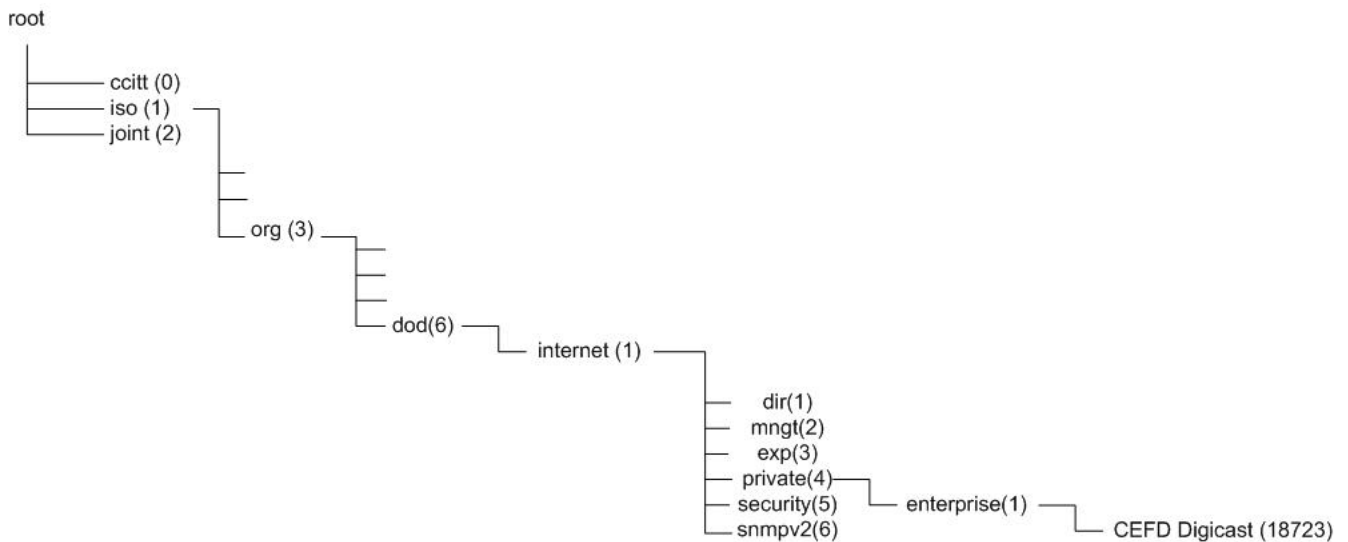 root
ccitt (0)
iso (1)
joint (2)
org (3)
dod(6)
internet (1)
dir(1)
mngt(2)
exp(3)
private(4)
security(5)
enterprise(1)
snmpv2(6)
CEFD Digicast (18723)